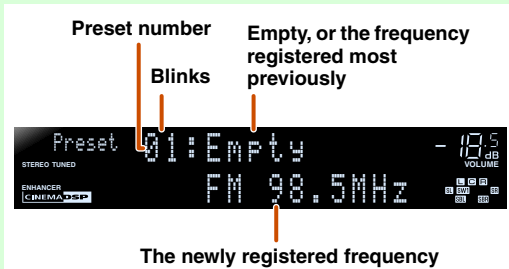 Preset number
Blinks
Empty, or the frequency
registered most
previously
Preset 01:Empty -18.5 dB
STEREO TUNED
VOLUME
FM 98.5MHz
ENHANCER
CINEMA DSP
L C R
SL SW1 SR
SBL SBR
The newly registered frequency